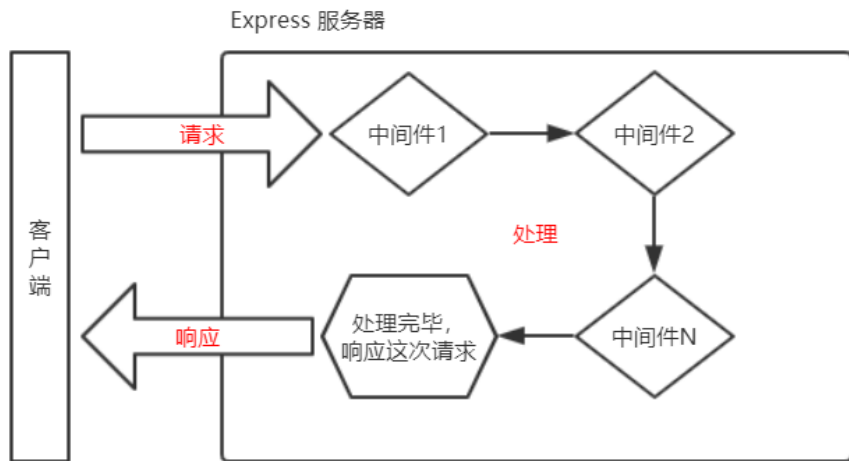 Express 服务器
请求
中间件1
中间件2
处理
客
户
端
响应
处理完毕，
响应这次请求
中间件N